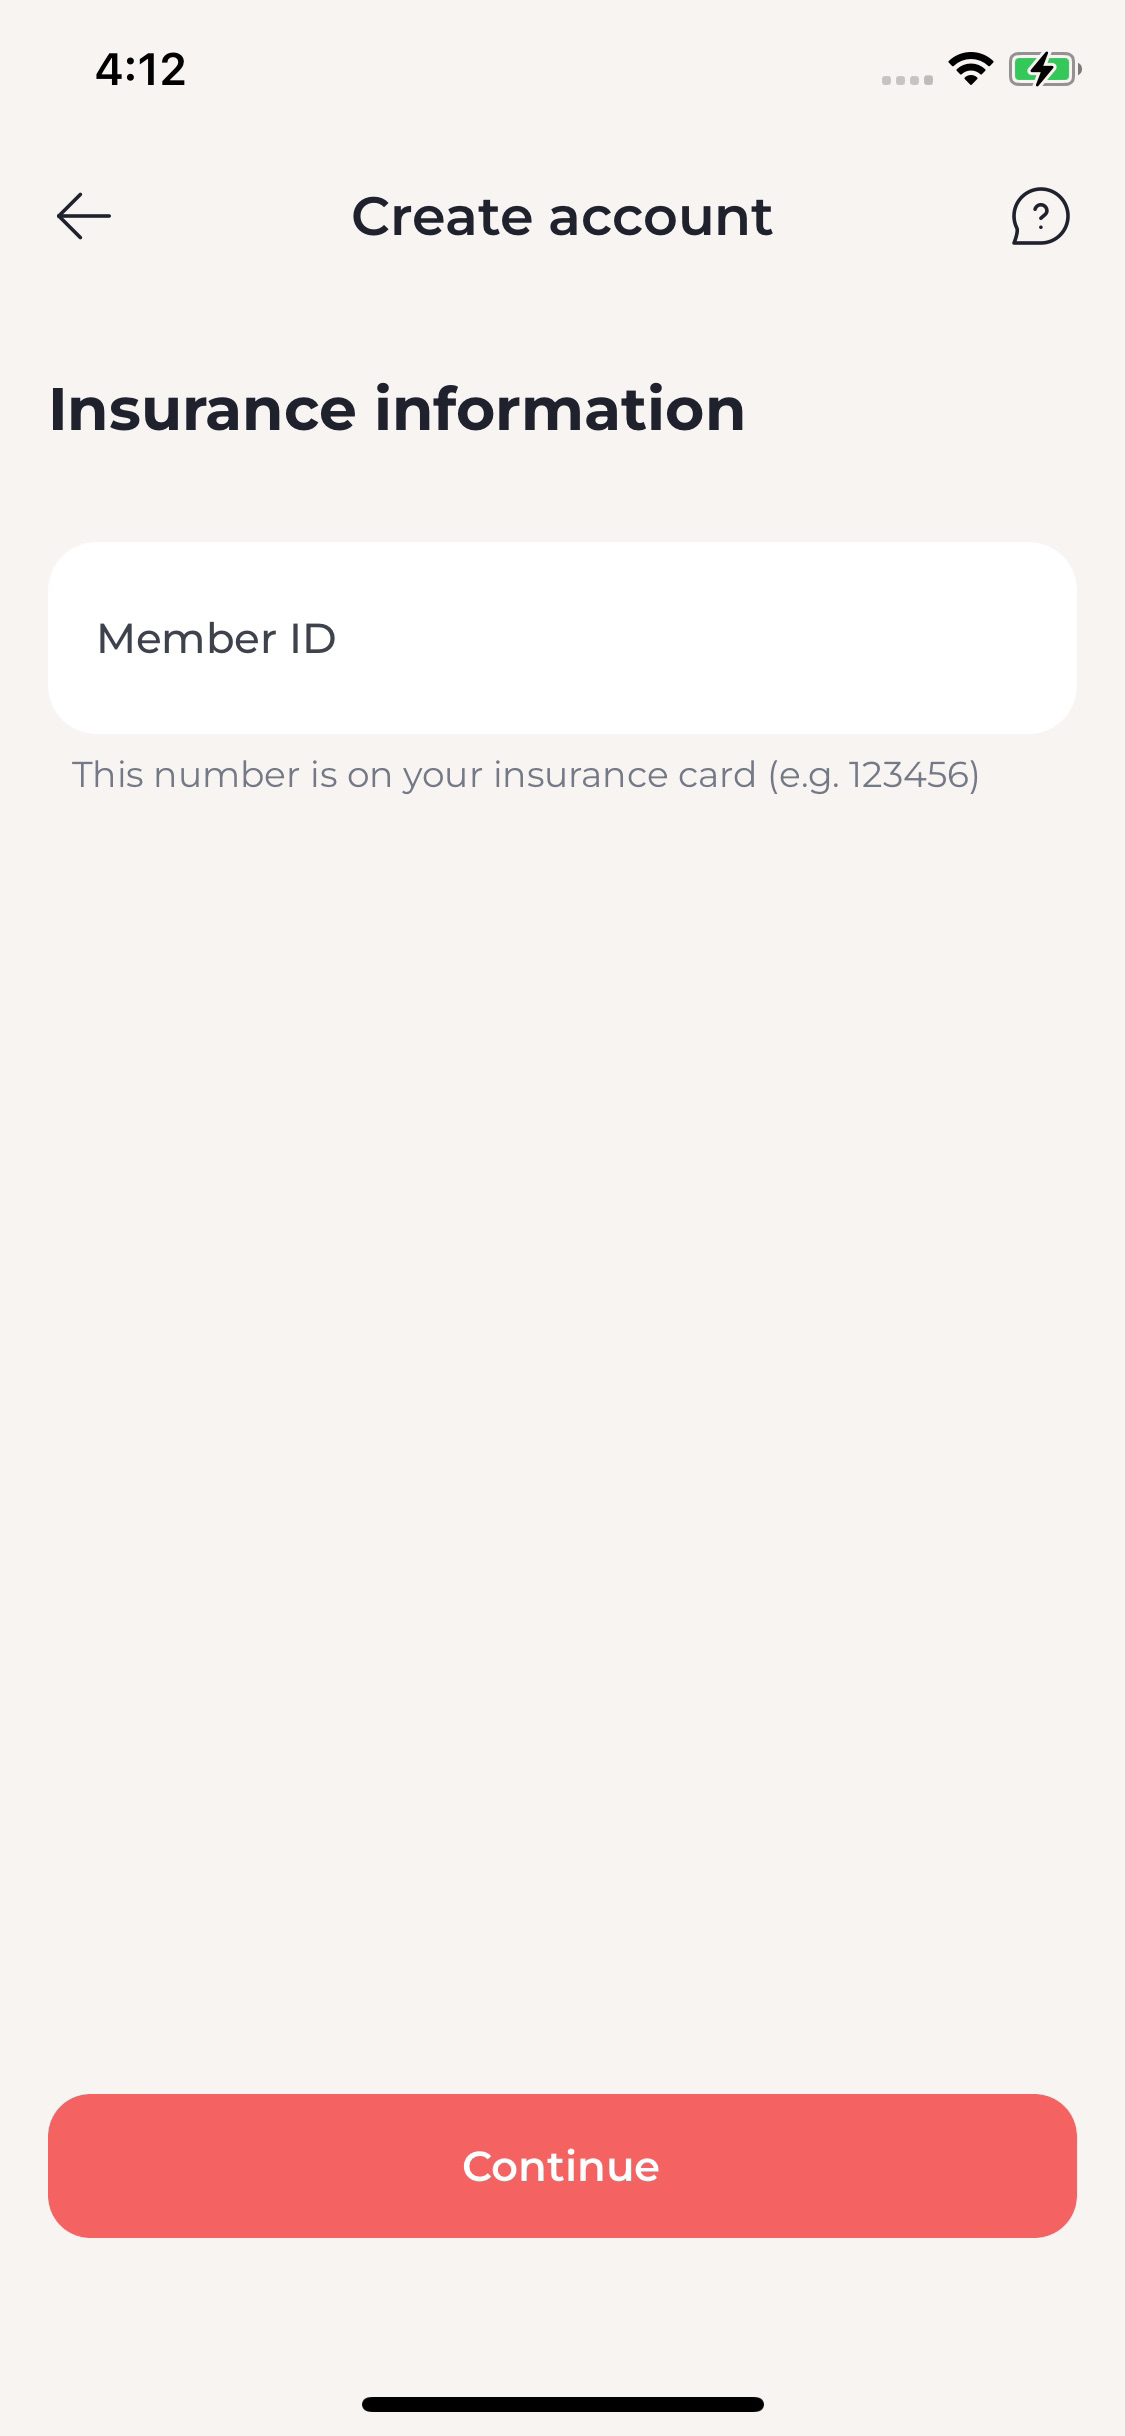 4:12
Create account
?
Insurance information
Member ID
This number is on your insurance card (e.g. 123456)
Continue